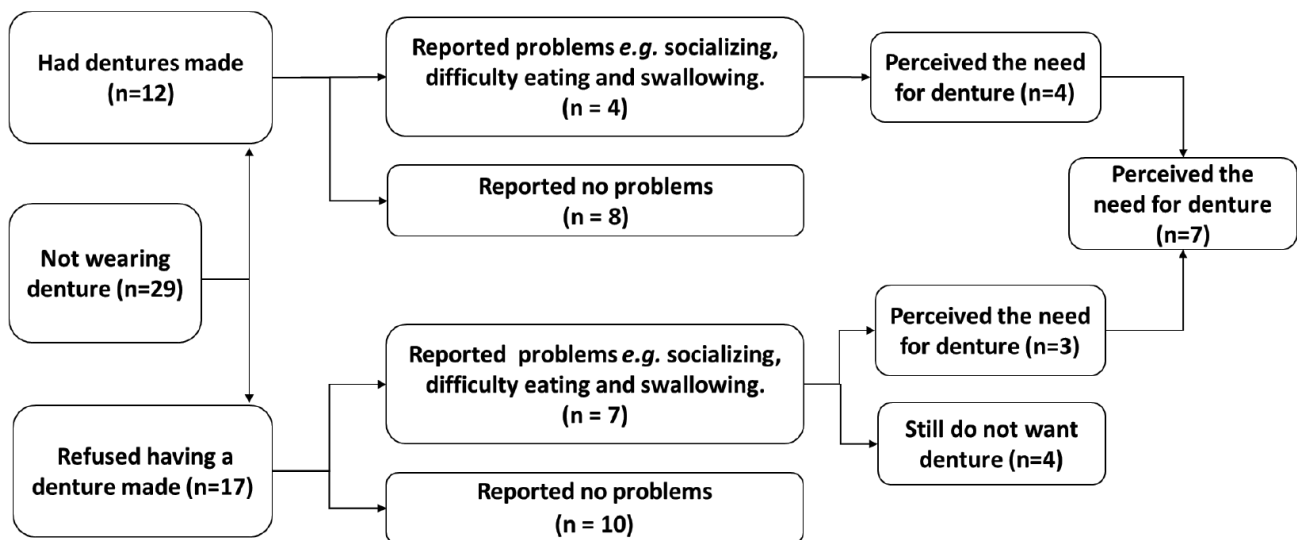 Had dentures made
(n=12)
Reported problems e.g. socializing,
difficulty eating and swallowing.
(n = 4)
Perceived the need
for denture (n=4)
Reported no problems
(n = 8)
Perceived the
need for denture
(n=7)
Not wearing
denture (n=29)
Reported problems e.g. socializing,
difficulty eating and swallowing.
(n = 7)
Perceived the need
for denture (n=3)
Still do not want
denture (n=4)
Refused having a
denture made (n=17)
Reported no problems
(n = 10)